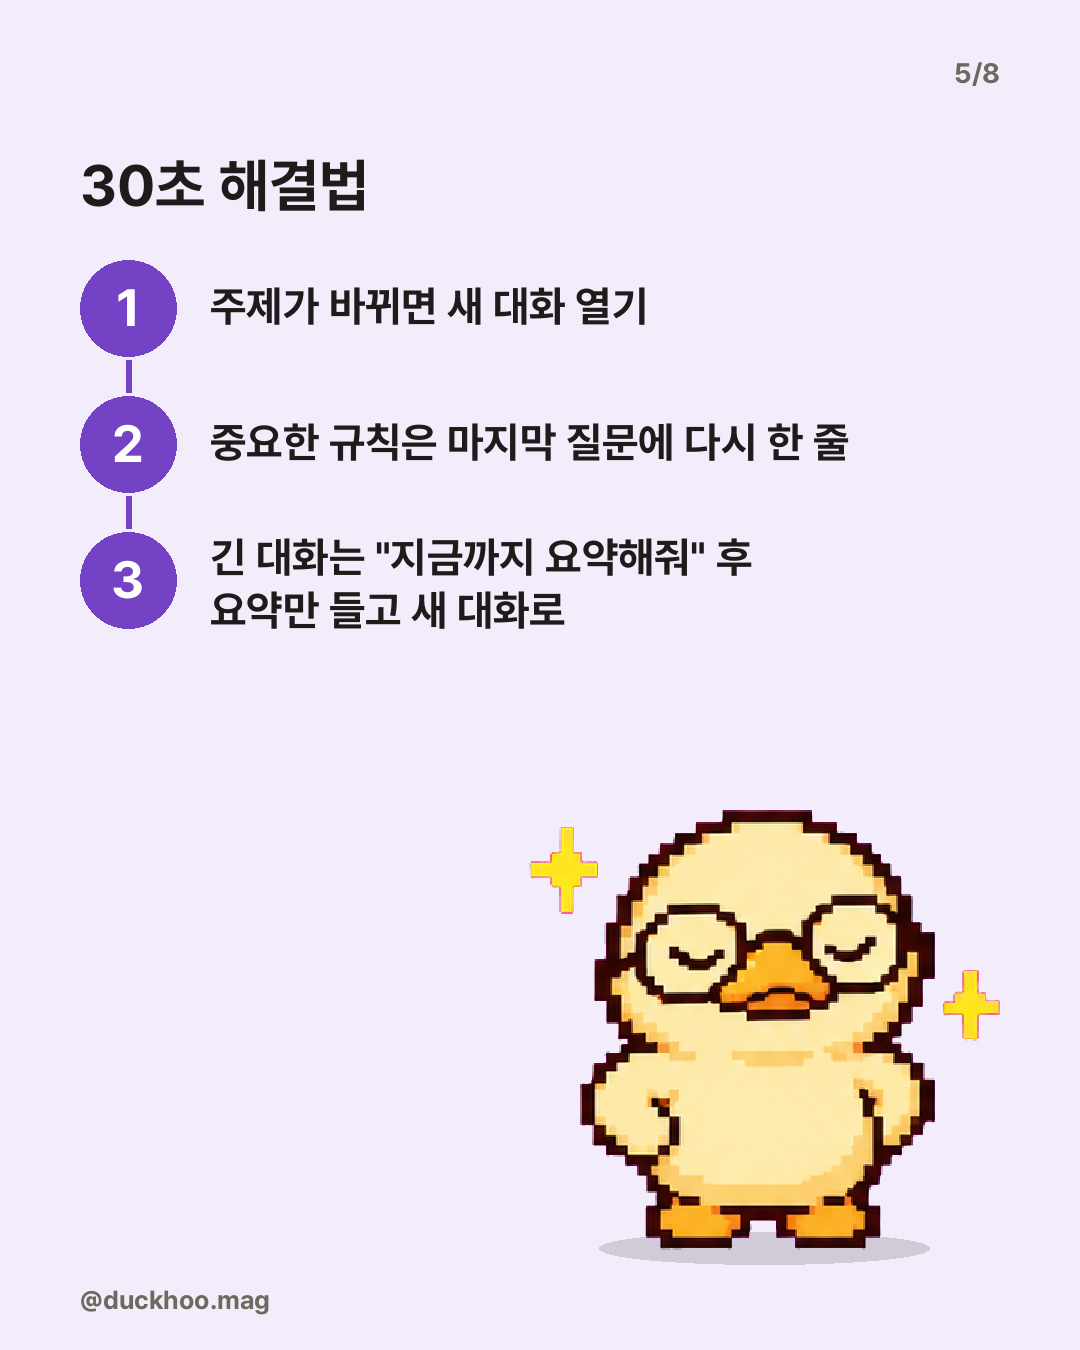 5/8
30초 해결법
1 주제가 바뀌면 새 대화 열기
2 중요한 규칙은 마지막 질문에 다시 한 줄
3 긴 대화는 "지금까지 요약해줘" 후
요약만 들고 새 대화로
@duckhoo.mag